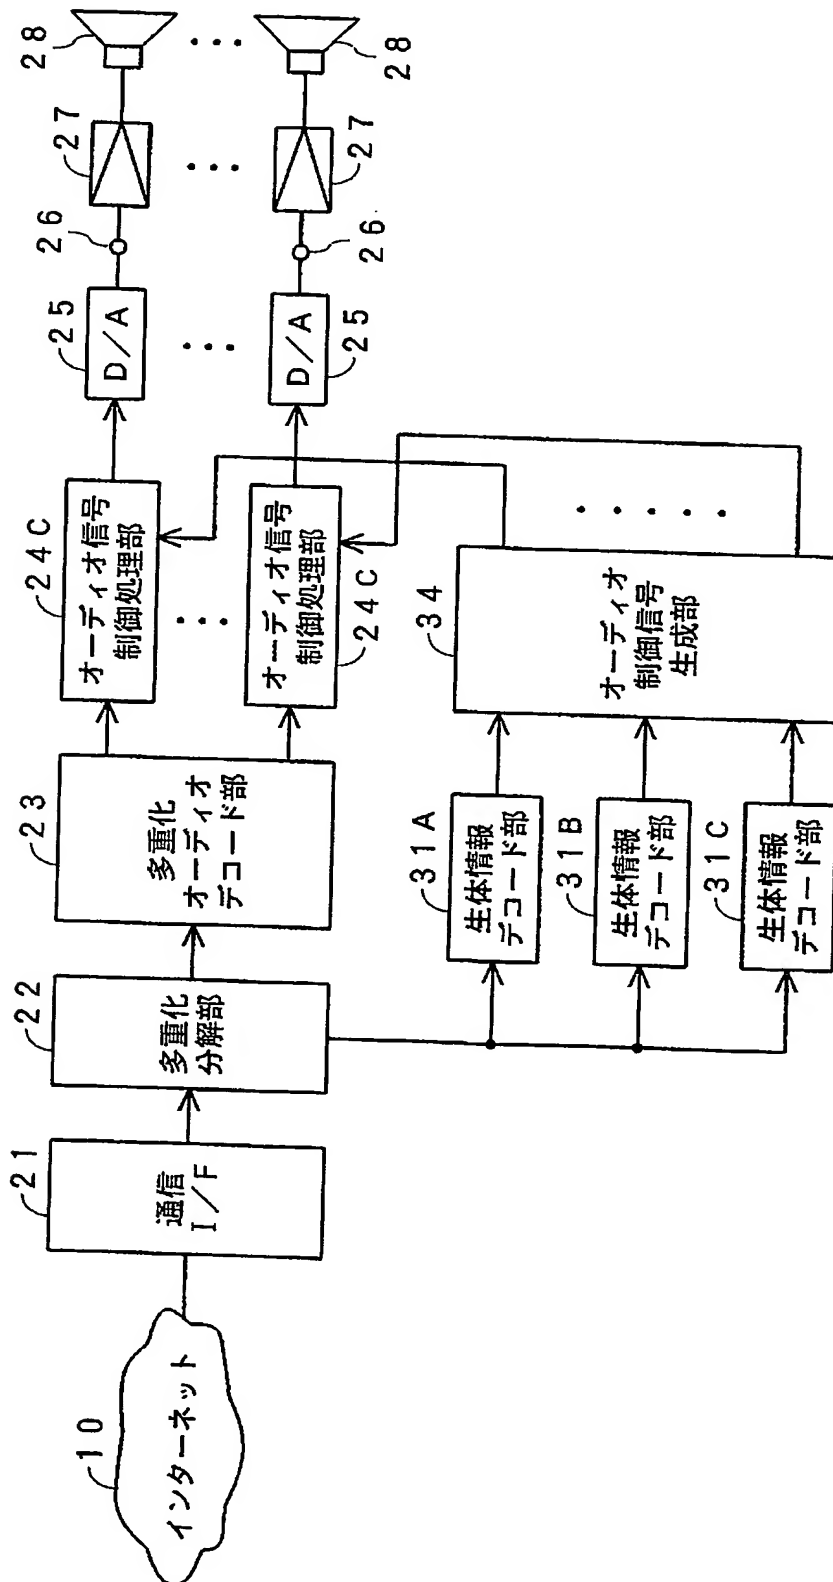 10
インターネット
21
通信
I/F
22
多重化
分解部
23
多重化
オーディオ
デコード部
24C
オーディオ信号
制御処理部
25
D/A
26
27
28
24C
オーディオ信号
制御処理部
25
D/A
26
27
28
31A
生体情報
デコード部
31B
生体情報
デコード部
31C
生体情報
デコード部
34
オーディオ
制御信号
生成部